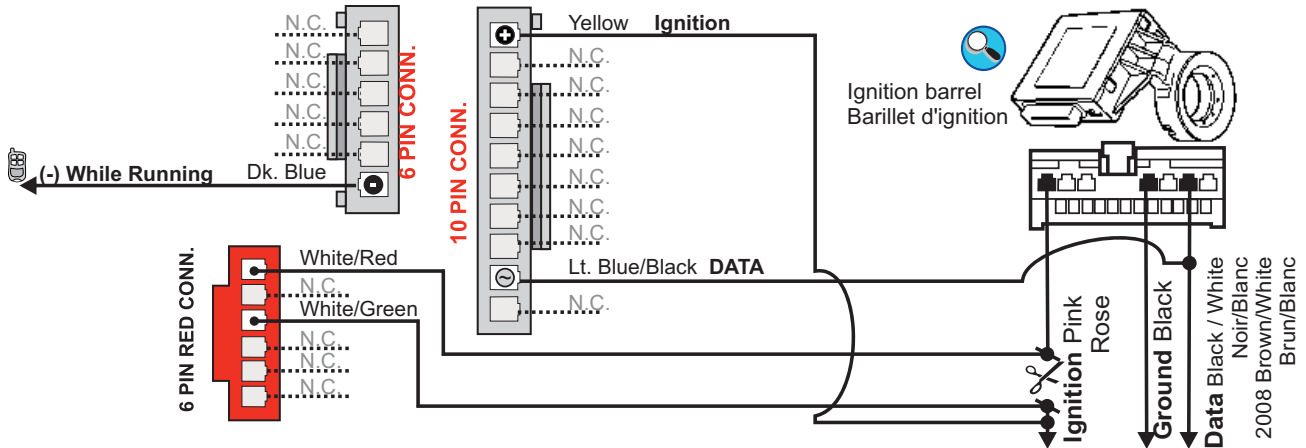 N.C.
N.C.
N.C.
N.C.
N.C.
6 PIN CONN.
(-) While Running Dk. Blue
10 PIN CONN.
Yellow Ignition
N.C.
N.C.
N.C.
N.C.
N.C.
N.C.
N.C.
Lt. Blue/Black DATA
N.C.
Ignition barrel
Barillet d'ignition
6 PIN RED CONN.
White/Red
N.C.
White/Green
N.C.
N.C.
N.C.
Ignition Pink
Rose
Ground Black
Data Black / White
Noir/Blanc
2008 Brown/White
Brun/Blanc